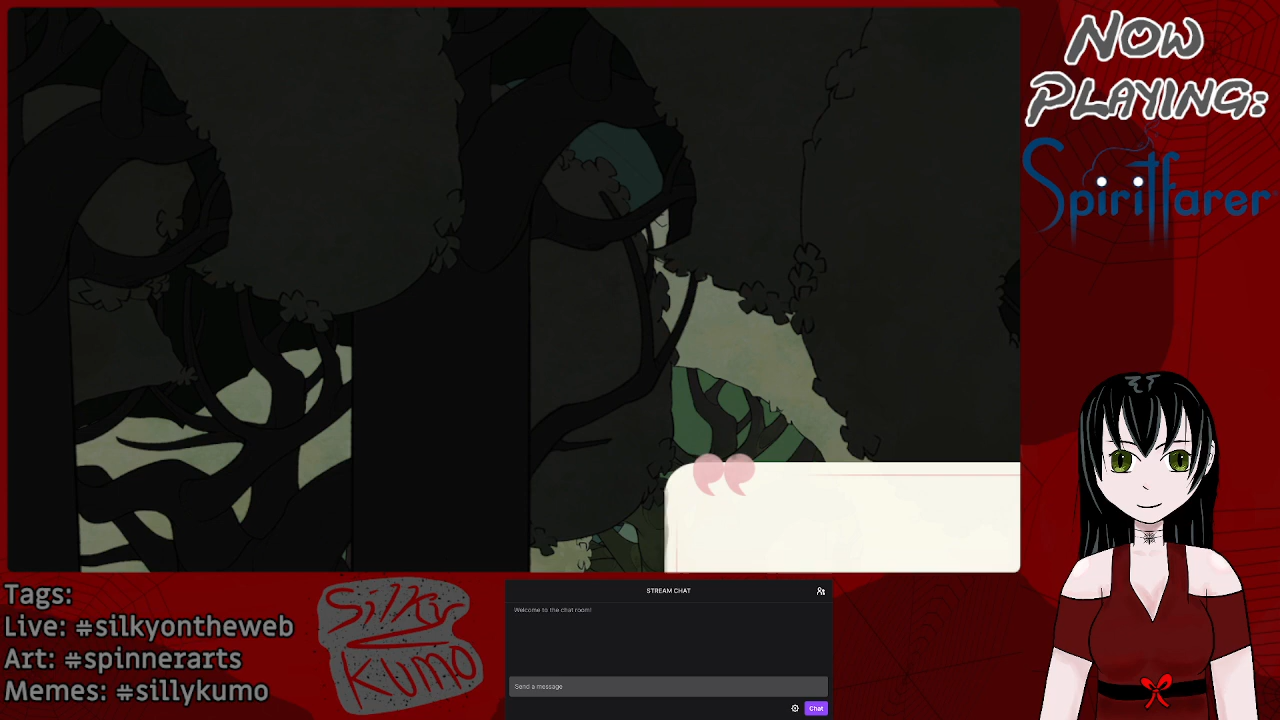 Now
Playing:
Spiritfarer
Tags:
Live: #silkyontheweb
Art: #spinnerarts
Memes: #sillykumo
Silky
Kumo
STREAM CHAT
Welcome to the chat room!
Send a message
Chat